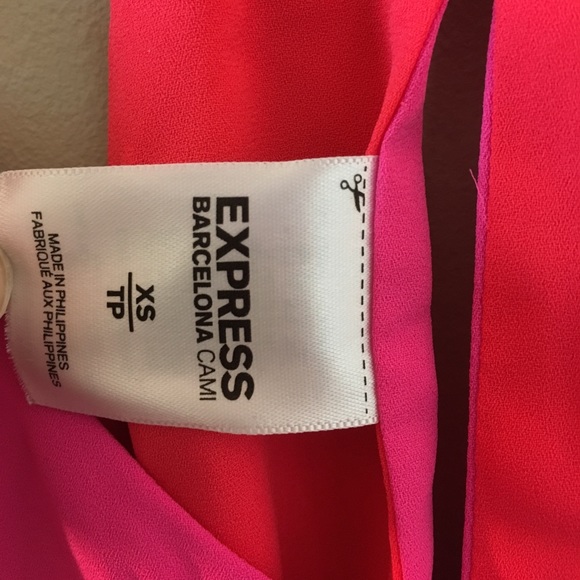 EXPRESS
BARCELONA CAMI
XS
TP
MADE IN PHILIPPINES
FABRIQUÉ AUX PHILIPPINES